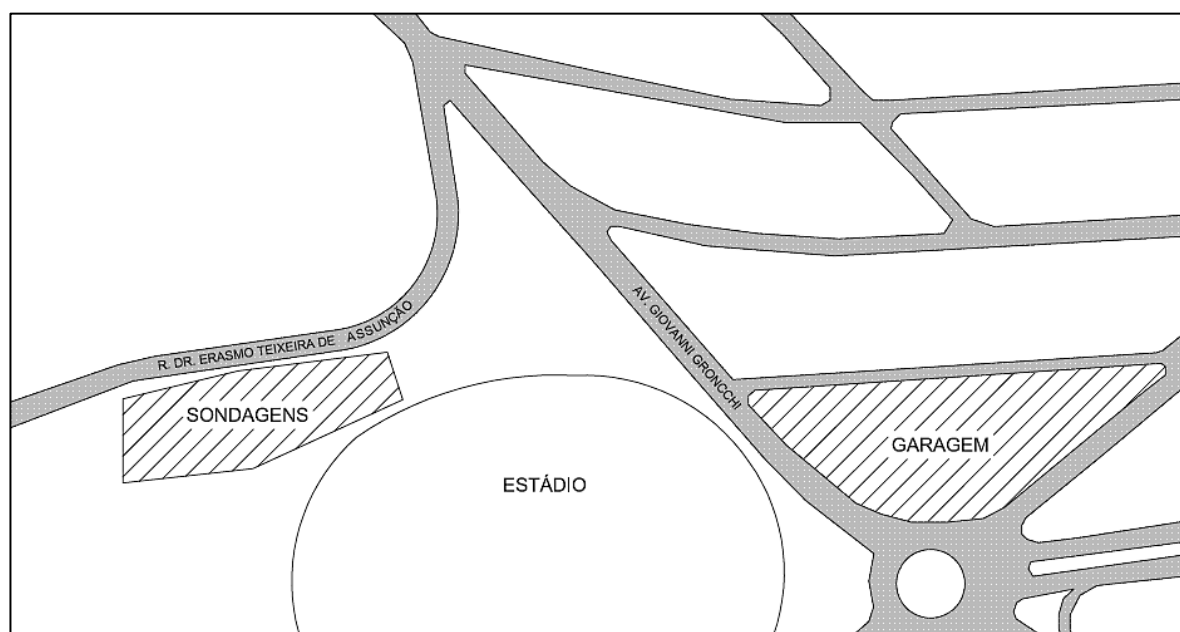 R. DR. ERASMO TEIXEIRA DE ASSUNÇÃO
AV. GIOVANNI GRONCCHI
SONDAGENS
GARAGEM
ESTÁDIO